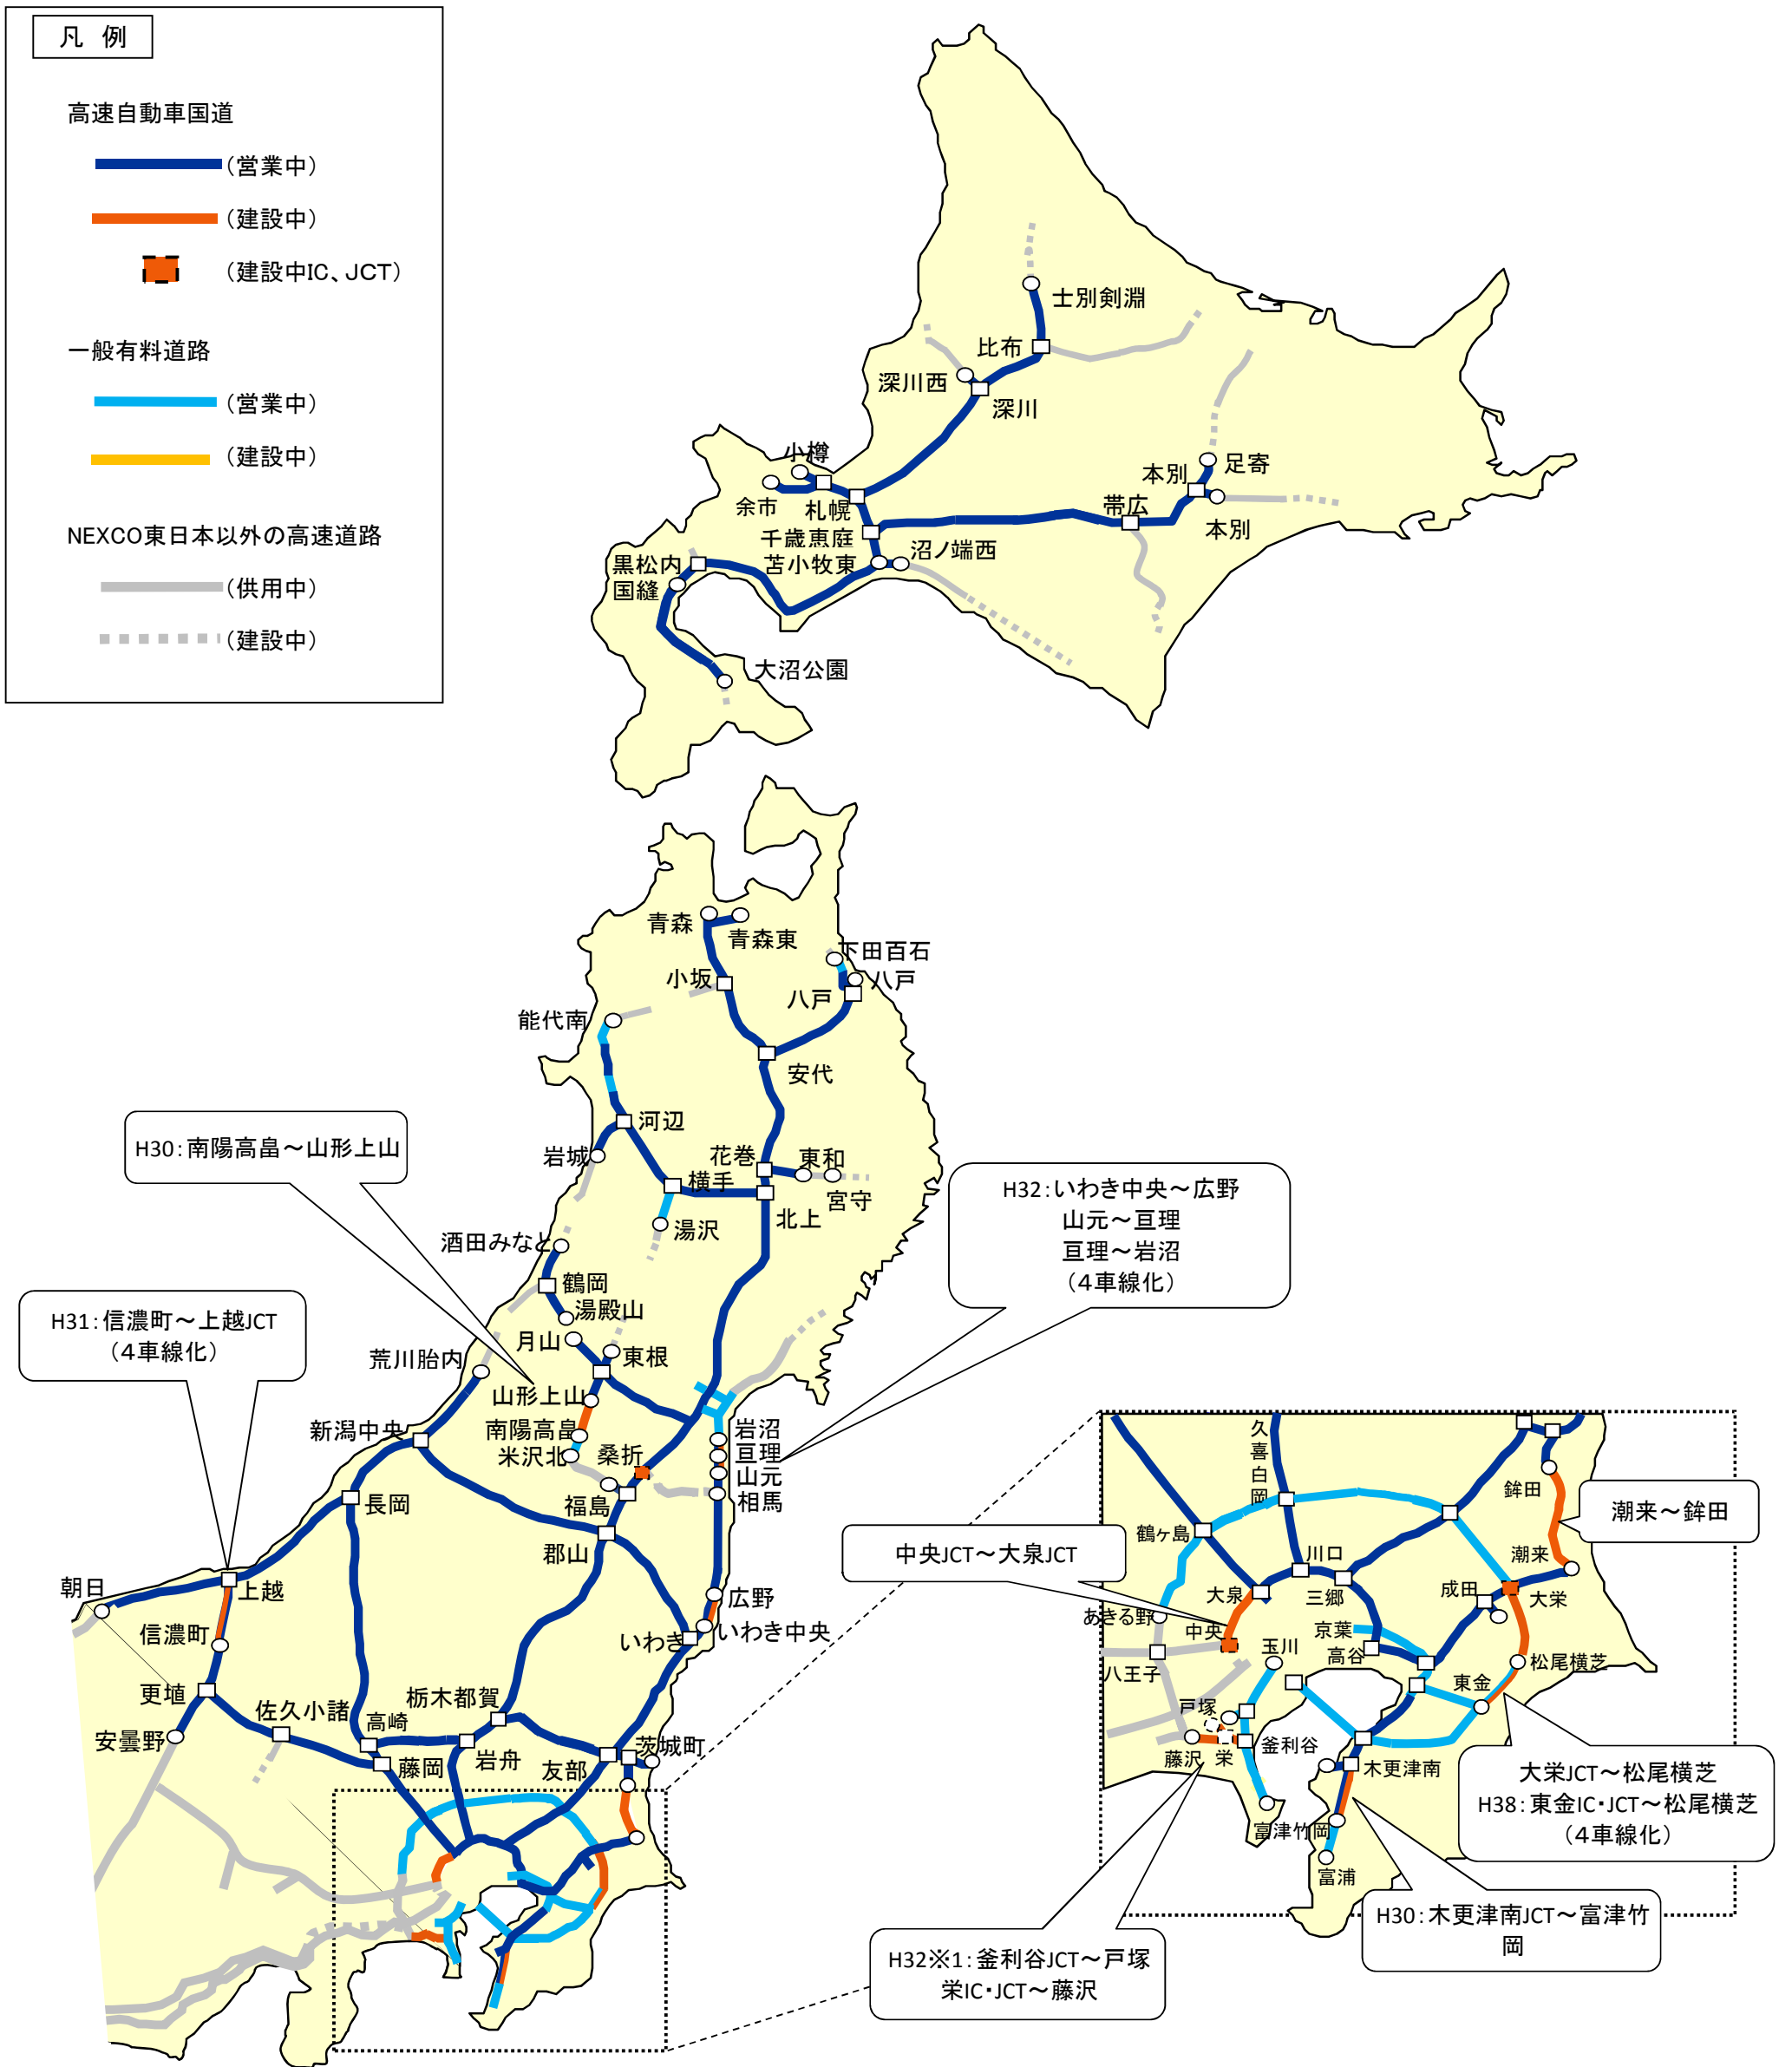 凡 例
高速自動車国道
(営業中)
(建設中)
(建設中IC、JCT)
一般有料道路
(営業中)
(建設中)
NEXCO東日本以外の高速道路
(供用中)
(建設中)
士別剣淵
比布
深川西
深川
小樽
余市
札幌
千歳恵庭
苫小牧東
沼ノ端西
本別
足寄
帯広
本別
黒松内
国縫
大沼公園
青森
青森東
下田百石
八戸
小坂
八戸
能代南
安代
河辺
岩城
花巻
東和
横手
宮守
北上
湯沢
酒田みなと
鶴岡
湯殿山
月山
東根
荒川胎内
山形上山
南陽高畠
米沢北
桑折
岩沼
亘理
山元
相馬
新潟中央
福島
長岡
郡山
朝日
上越
広野
信濃町
いわき
いわき中央
更埴
佐久小諸
栃木都賀
安曇野
高崎
岩舟
藤岡
友部
茨城町
H30：南陽高畠～山形上山
H32：いわき中央～広野
山元～亘理
亘理～岩沼
（4車線化）
H31：信濃町～上越JCT
（4車線化）
中央JCT～大泉JCT
潮来～鉾田
大栄JCT～松尾横芝
H38：東金IC・JCT～松尾横芝
（4車線化）
H30：木更津南JCT～富津竹
岡
H32※1：釜利谷JCT～戸塚
栄IC・JCT～藤沢
久喜白岡
鉾田
鶴ヶ島
川口
潮来
大泉
三郷
成田
大栄
あきる野
中央
玉川
京葉
高谷
八王子
松尾横芝
東金
戸塚
藤沢
栄
釜利谷
木更津南
富津竹岡
富浦